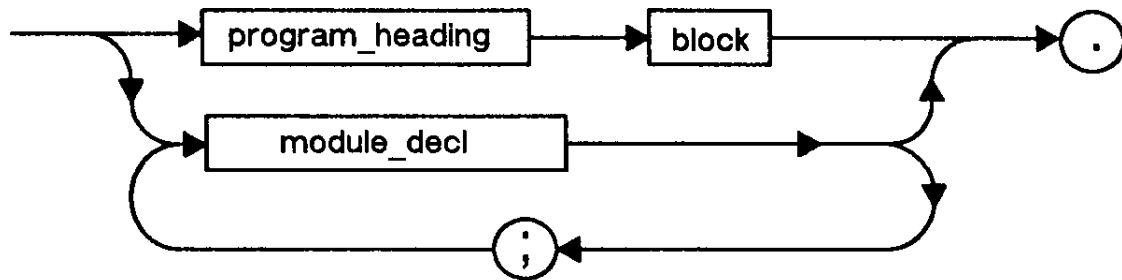 program_heading block .
module_decl
;